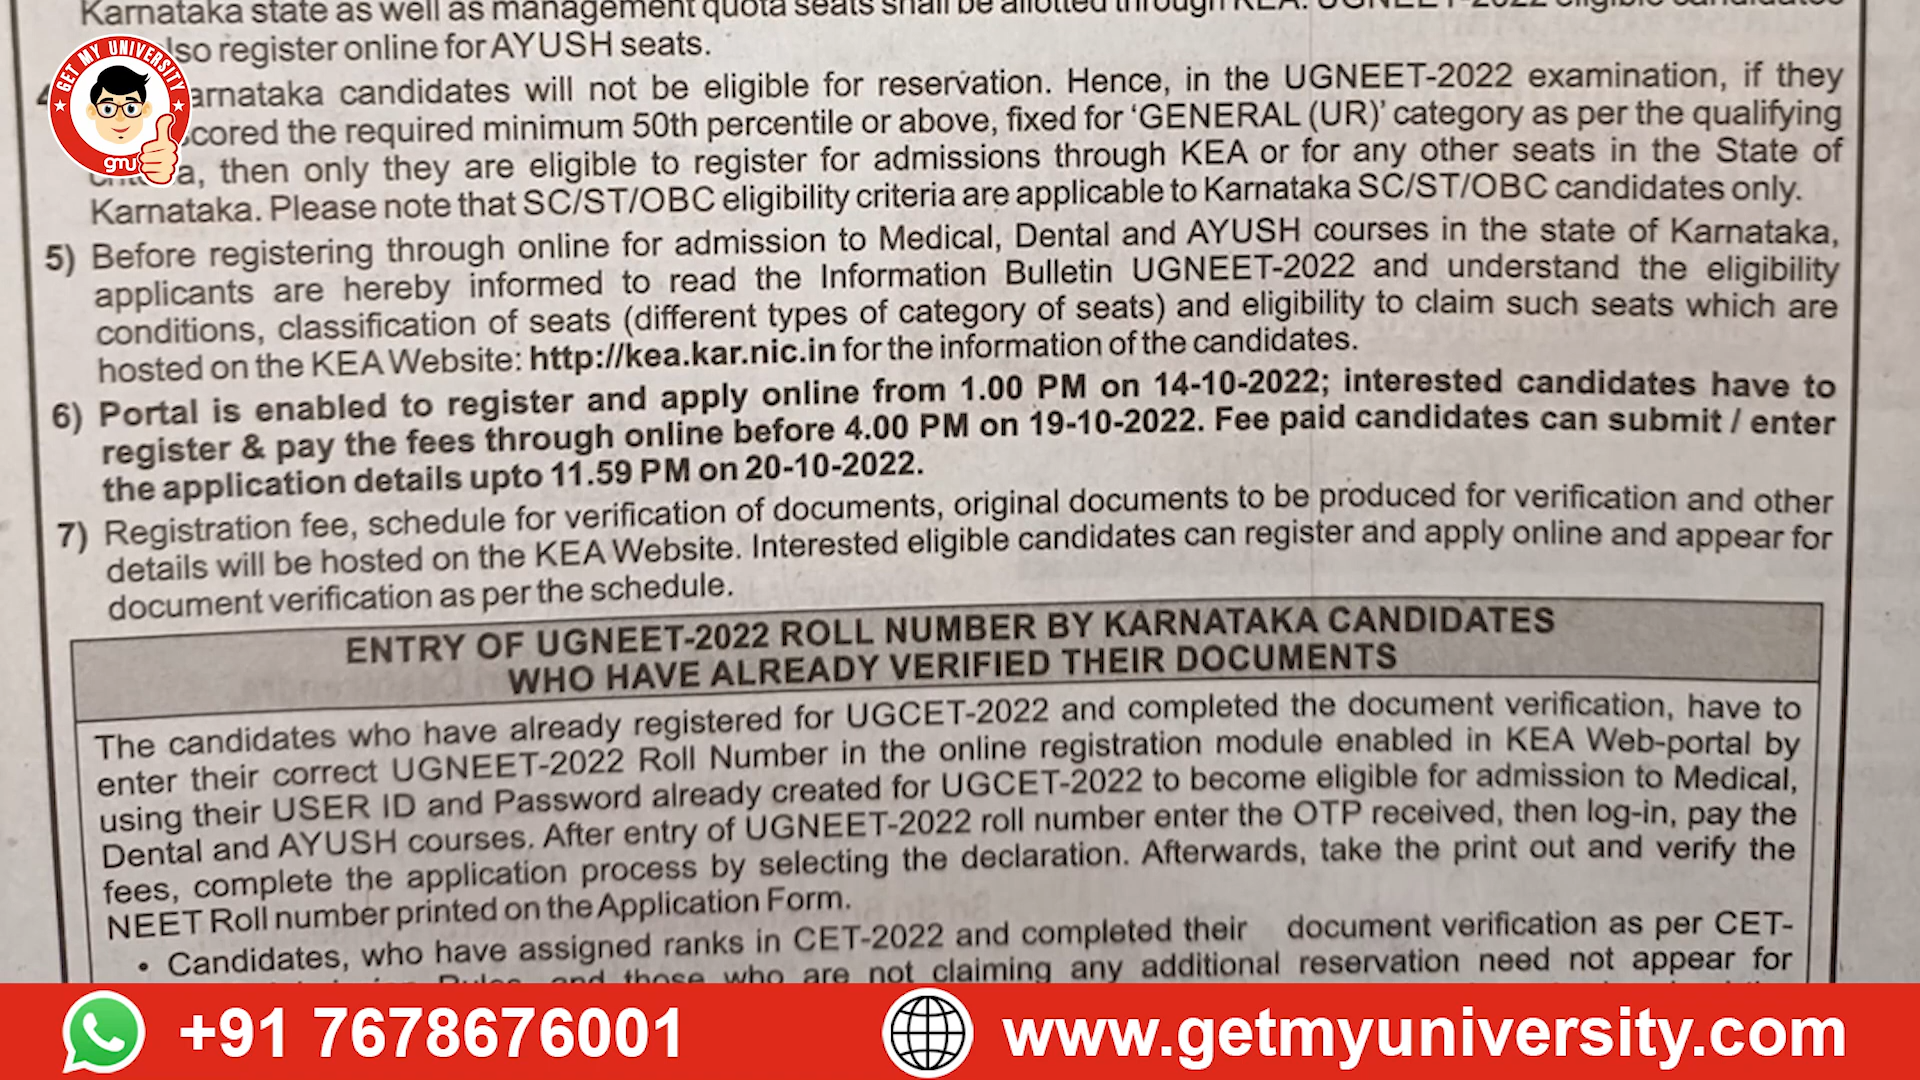 Karnataka state as well as management quota seats shall be allotted through KEA. UGNEET-2022 eligible candidates
so register online for AYUSH seats.
arnataka candidates will not be eligible for reservation. Hence, in the UGNEET-2022 examination, if they
scored the required minimum 50th percentile or above, fixed for ‘GENERAL (UR)’ category as per the qualifying
a, then only they are eligible to register for admissions through KEA or for any other seats in the State of
Karnataka. Please note that SC/ST/OBC eligibility criteria are applicable to Karnataka SC/ST/OBC candidates only.
5) Before registering through online for admission to Medical, Dental and AYUSH courses in the state of Karnataka,
applicants are hereby informed to read the Information Bulletin UGNEET-2022 and understand the eligibility
conditions, classification of seats (different types of category of seats) and eligibility to claim such seats which are
hosted on the KEA Website: http://kea.kar.nic.in for the information of the candidates.
6) Portal is enabled to register and apply online from 1.00 PM on 14-10-2022; interested candidates have to
register & pay the fees through online before 4.00 PM on 19-10-2022. Fee paid candidates can submit / enter
the application details upto 11.59 PM on 20-10-2022.
7) Registration fee, schedule for verification of documents, original documents to be produced for verification and other
details will be hosted on the KEA Website. Interested eligible candidates can register and apply online and appear for
document verification as per the schedule.
ENTRY OF UGNEET-2022 ROLL NUMBER BY KARNATAKA CANDIDATES
WHO HAVE ALREADY VERIFIED THEIR DOCUMENTS
The candidates who have already registered for UGCET-2022 and completed the document verification, have to
enter their correct UGNEET-2022 Roll Number in the online registration module enabled in KEA Web-portal by
using their USER ID and Password already created for UGCET-2022 to become eligible for admission to Medical,
Dental and AYUSH courses. After entry of UGNEET-2022 roll number enter the OTP received, then log-in, pay the
fees, complete the application process by selecting the declaration. Afterwards, take the print out and verify the
NEET Roll number printed on the Application Form.
• Candidates, who have assigned ranks in CET-2022 and completed their document verification as per CET-
Rules, and those who are not claiming any additional reservation need not appear for
GET MY UNIVERSITY
gmu
+91 7678676001
www.getmyuniversity.com